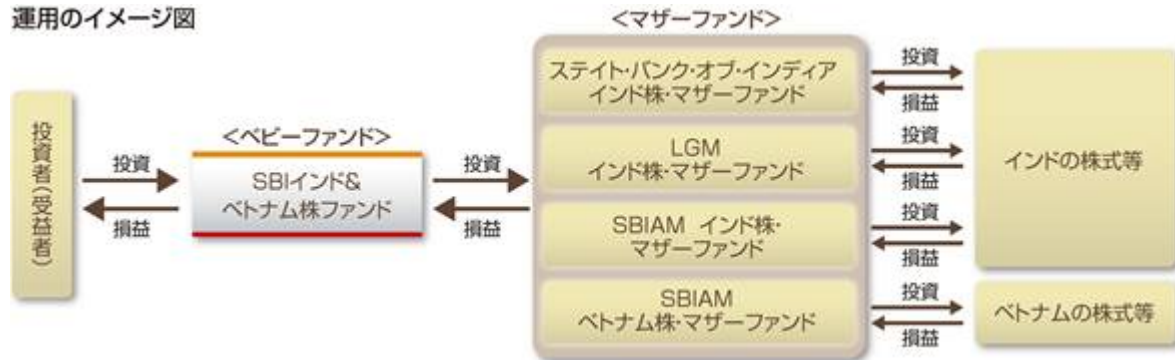 運用のイメージ図
投資者(受益者)
投資
損益
<ベビーファンド>
SBIインド&
ベトナム株ファンド
投資
損益
<マザーファンド>
ステイト・バンク・オブ・インディア
インド株・マザーファンド
LGM
インド株・マザーファンド
SBIAM インド株・
マザーファンド
SBIAM
ベトナム株・マザーファンド
投資
損益
投資
損益
投資
損益
投資
損益
インドの株式等
ベトナムの株式等